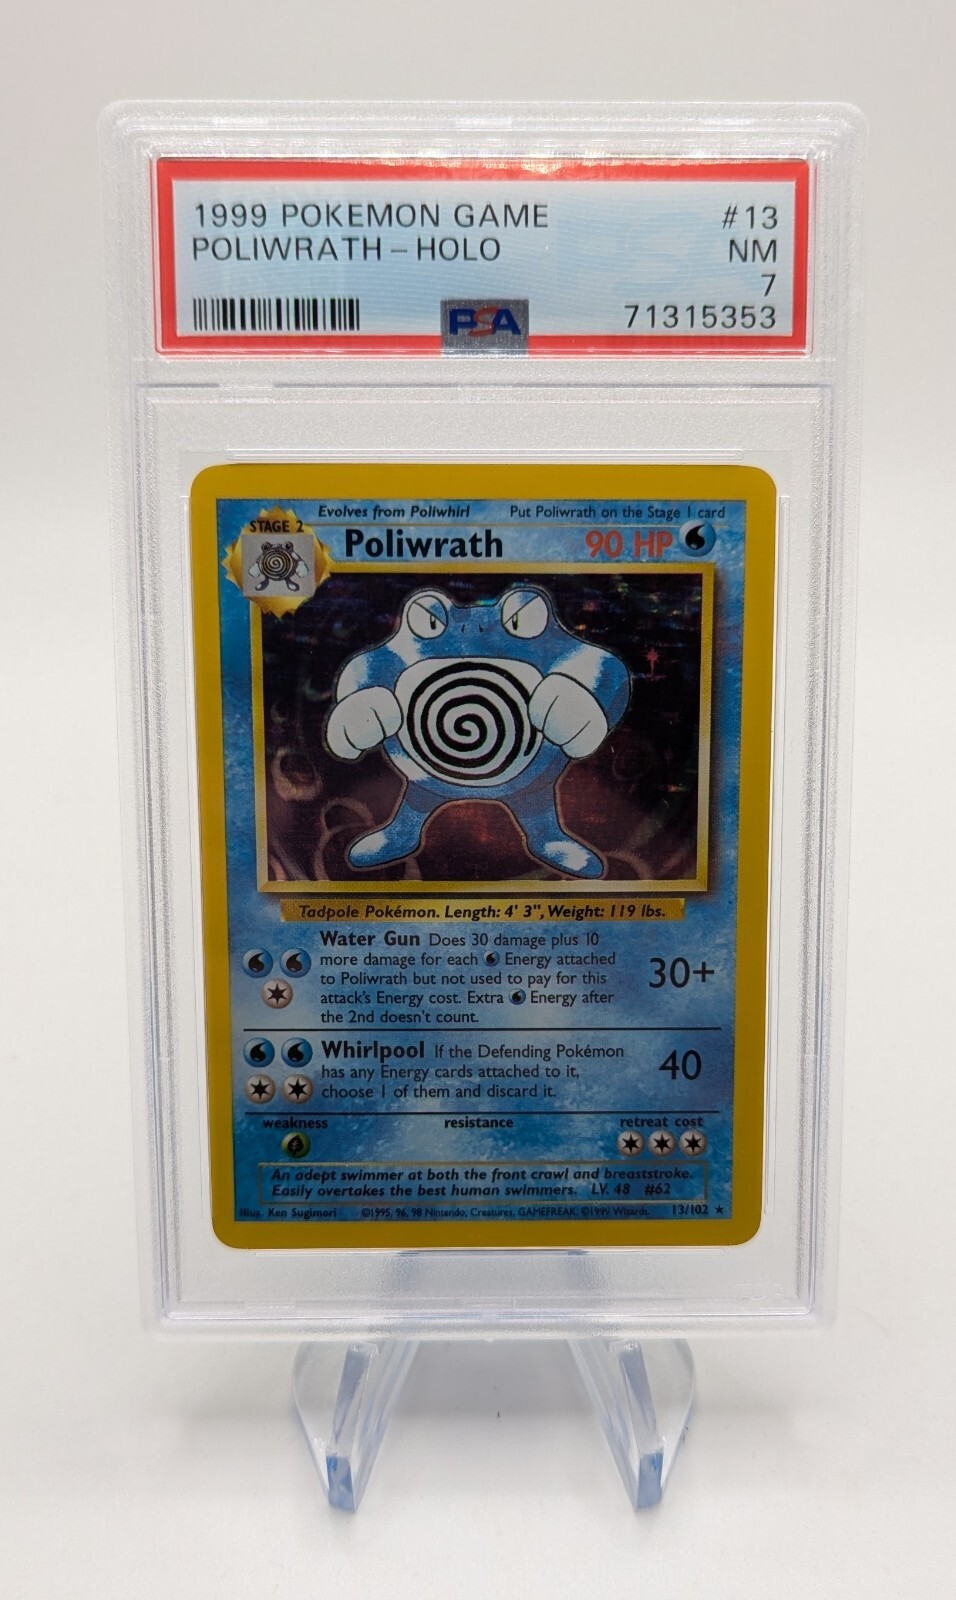 1999 POKEMON GAME #13
POLIWRATH - HOLO NM
7
PSA 71315353
Evolves from Poliwhirl Put Poliwrath on the Stage 1 card
STAGE 2
Poliwrath 90 HP
Tadpole Pokémon. Length: 4' 3", Weight: 119 lbs.
Water Gun Does 30 damage plus 10
more damage for each Energy attached
to Poliwrath but not used to pay for this
attack's Energy cost. Extra Energy after
the 2nd doesn't count.
30+
Whirlpool If the Defending Pokémon
has any Energy cards attached to it,
choose 1 of them and discard it.
40
weakness resistance retreat cost
An adept swimmer at both the front crawl and breaststroke.
Easily overtakes the best human swimmers. LV. 48 #62
Illus. Ken Sugimori ©1995, 96, 98 Nintendo, Creatures, GAMEFREAK. ©1999 Wizards. 13/102 ★